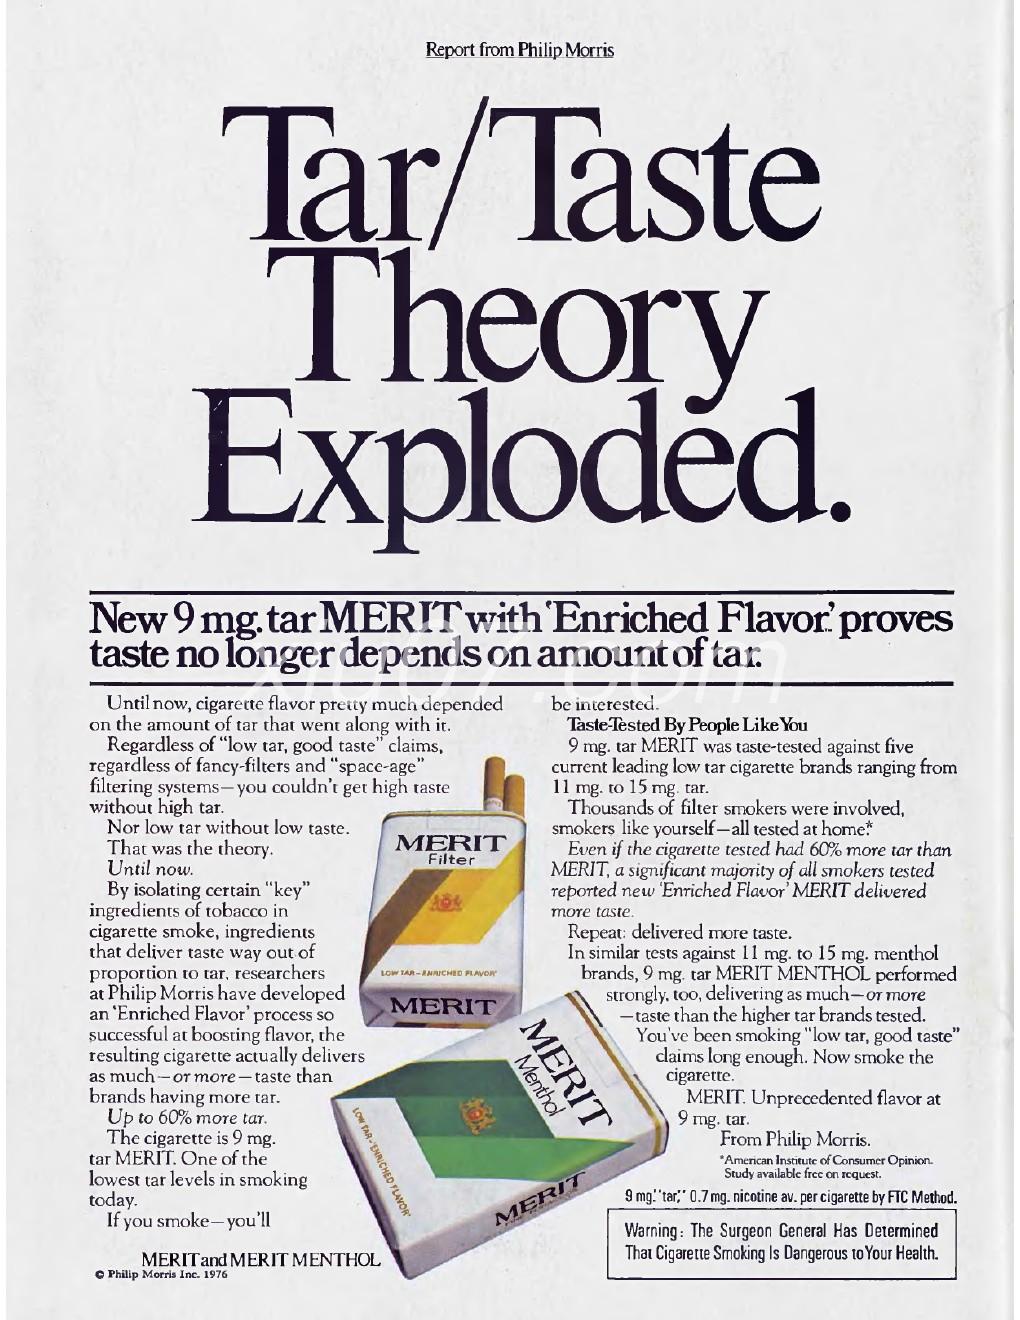 Report from Philip Morris
Tar/Taste
Theory
Exploded.
New 9 mg. tar MERIT with 'Enriched Flavor.' proves
taste no longer depends on amount of tar.
xia07.com
Until now, cigarette flavor pretty much depended
on the amount of tar that went along with it.
Regardless of "low tar, good taste" claims,
regardless of fancy-filters and "space-age"
filtering systems—you couldn't get high taste
without high tar.
Nor low tar without low taste.
That was the theory.
Until now.
By isolating certain "key"
ingredients of tobacco in
cigarette smoke, ingredients
that deliver taste way out of
proportion to tar, researchers
at Philip Morris have developed
an 'Enriched Flavor' process so
successful at boosting flavor, the
resulting cigarette actually delivers
as much—or more—taste than
brands having more tar.
Up to 60% more tar.
The cigarette is 9 mg.
tar MERIT. One of the
lowest tar levels in smoking
today.
If you smoke—you'll
be interested.
Taste-Tested By People Like You
9 mg. tar MERIT was taste-tested against five
current leading low tar cigarette brands ranging from
11 mg. to 15 mg. tar.
Thousands of filter smokers were involved,
smokers like yourself—all tested at home.*
Even if the cigarette tested had 60% more tar than
MERIT, a significant majority of all smokers tested
reported new 'Enriched Flavor' MERIT delivered
more taste.
Repeat: delivered more taste.
In similar tests against 11 mg. to 15 mg. menthol
brands, 9 mg. tar MERIT MENTHOL performed
strongly, too, delivering as much—or more
—taste than the higher tar brands tested.
You've been smoking "low tar, good taste"
claims long enough. Now smoke the
cigarette.
MERIT. Unprecedented flavor at
9 mg. tar.
From Philip Morris.
*American Institute of Consumer Opinion.
Study available free on request.
9 mg. "tar," 0.7 mg. nicotine av. per cigarette by FTC Method.
Warning: The Surgeon General Has Determined
That Cigarette Smoking Is Dangerous to Your Health.
MERIT
Filter
LOW TAR-'ENRICHED FLAVOR'
MERIT
MERIT
Menthol
LOW TAR-'ENRICHED FLAVOR'
MERIT
MERIT and MERIT MENTHOL
© Philip Morris Inc. 1976